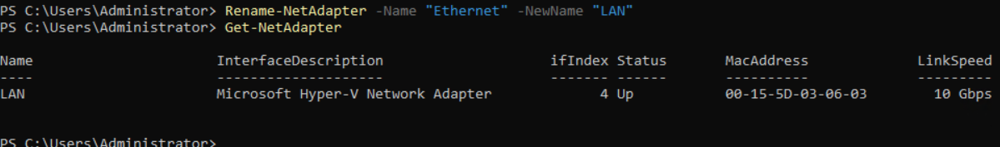 PS C:\Users\Administrator> Rename-NetAdapter -Name "Ethernet" -NewName "LAN"
PS C:\Users\Administrator> Get-NetAdapter
Name                      InterfaceDescription                    ifIndex Status       MacAddress             LinkSpeed
----                      --------------------                    ------- ------       ----------             ---------
LAN                       Microsoft Hyper-V Network Adapter             4 Up           00-15-5D-03-06-03        10 Gbps
PS C:\Users\Administrator>